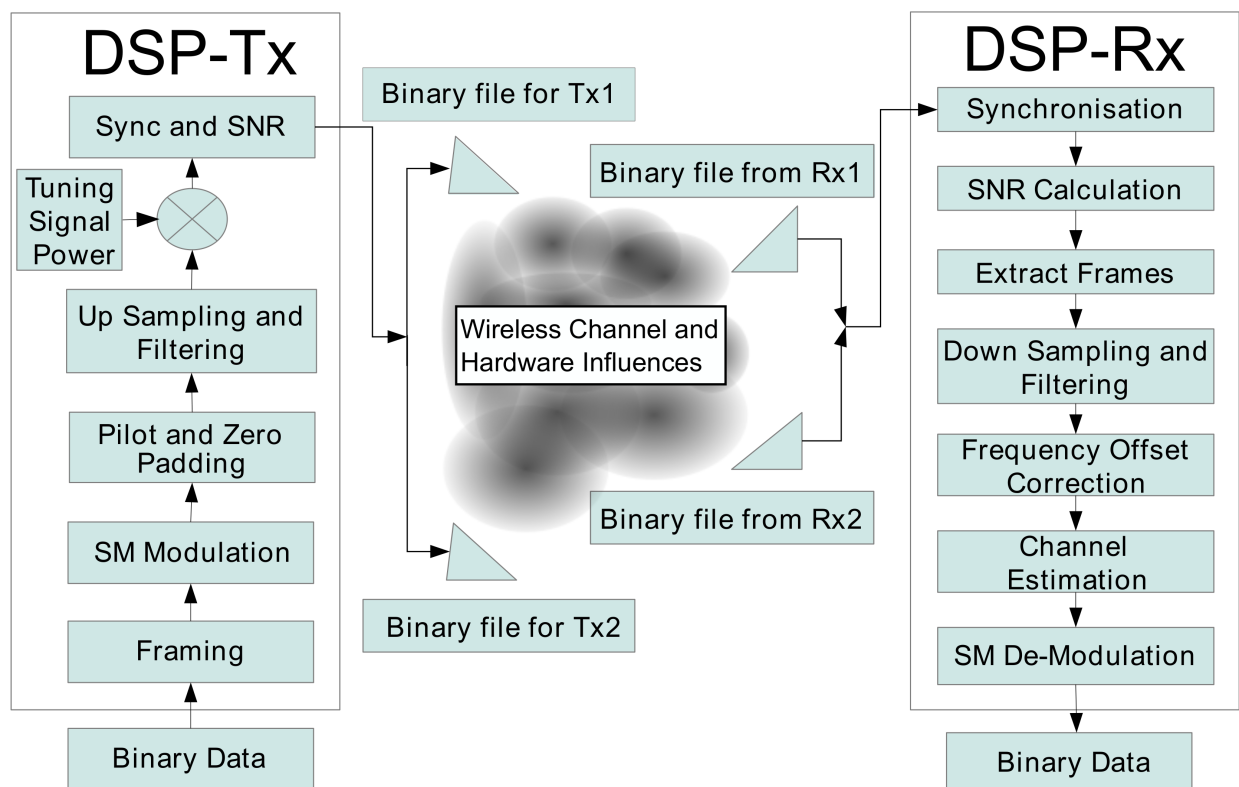 DSP-Tx
Sync and SNR
Tuning
Signal
Power
Up Sampling and
Filtering
Pilot and Zero
Padding
SM Modulation
Framing
Binary Data
Binary file for Tx1
Binary file for Tx2
Wireless Channel and
Hardware Influences
Binary file from Rx1
Binary file from Rx2
DSP-Rx
Synchronisation
SNR Calculation
Extract Frames
Down Sampling and
Filtering
Frequency Offset
Correction
Channel
Estimation
SM De-Modulation
Binary Data